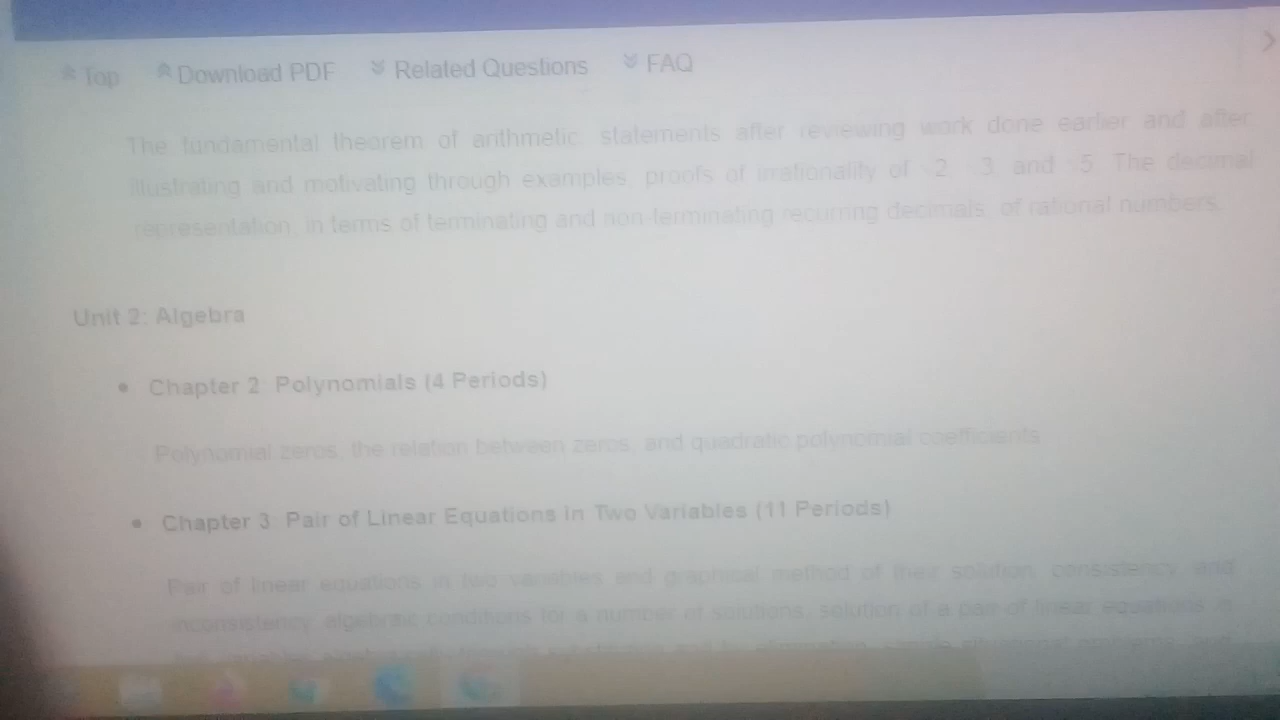 Top Download PDF Related Questions FAQ
The fundamental theorem of arithmetic, statements after reviewing work done earlier and after
illustrating and motivating through examples, proofs of irrationality of 2, 3, and 5. The decimal
representation, in terms of terminating and non-terminating recurring decimals, of rational numbers.
Unit 2: Algebra
• Chapter 2: Polynomials (4 Periods)
Polynomial zeros, the relation between zeros, and quadratic polynomial coefficients.
• Chapter 3: Pair of Linear Equations in Two Variables (11 Periods)
Pair of linear equations in two variables and graphical method of their solution, consistency, and
inconsistency, algebraic conditions for a number of solutions, solution of a pair of linear equations in